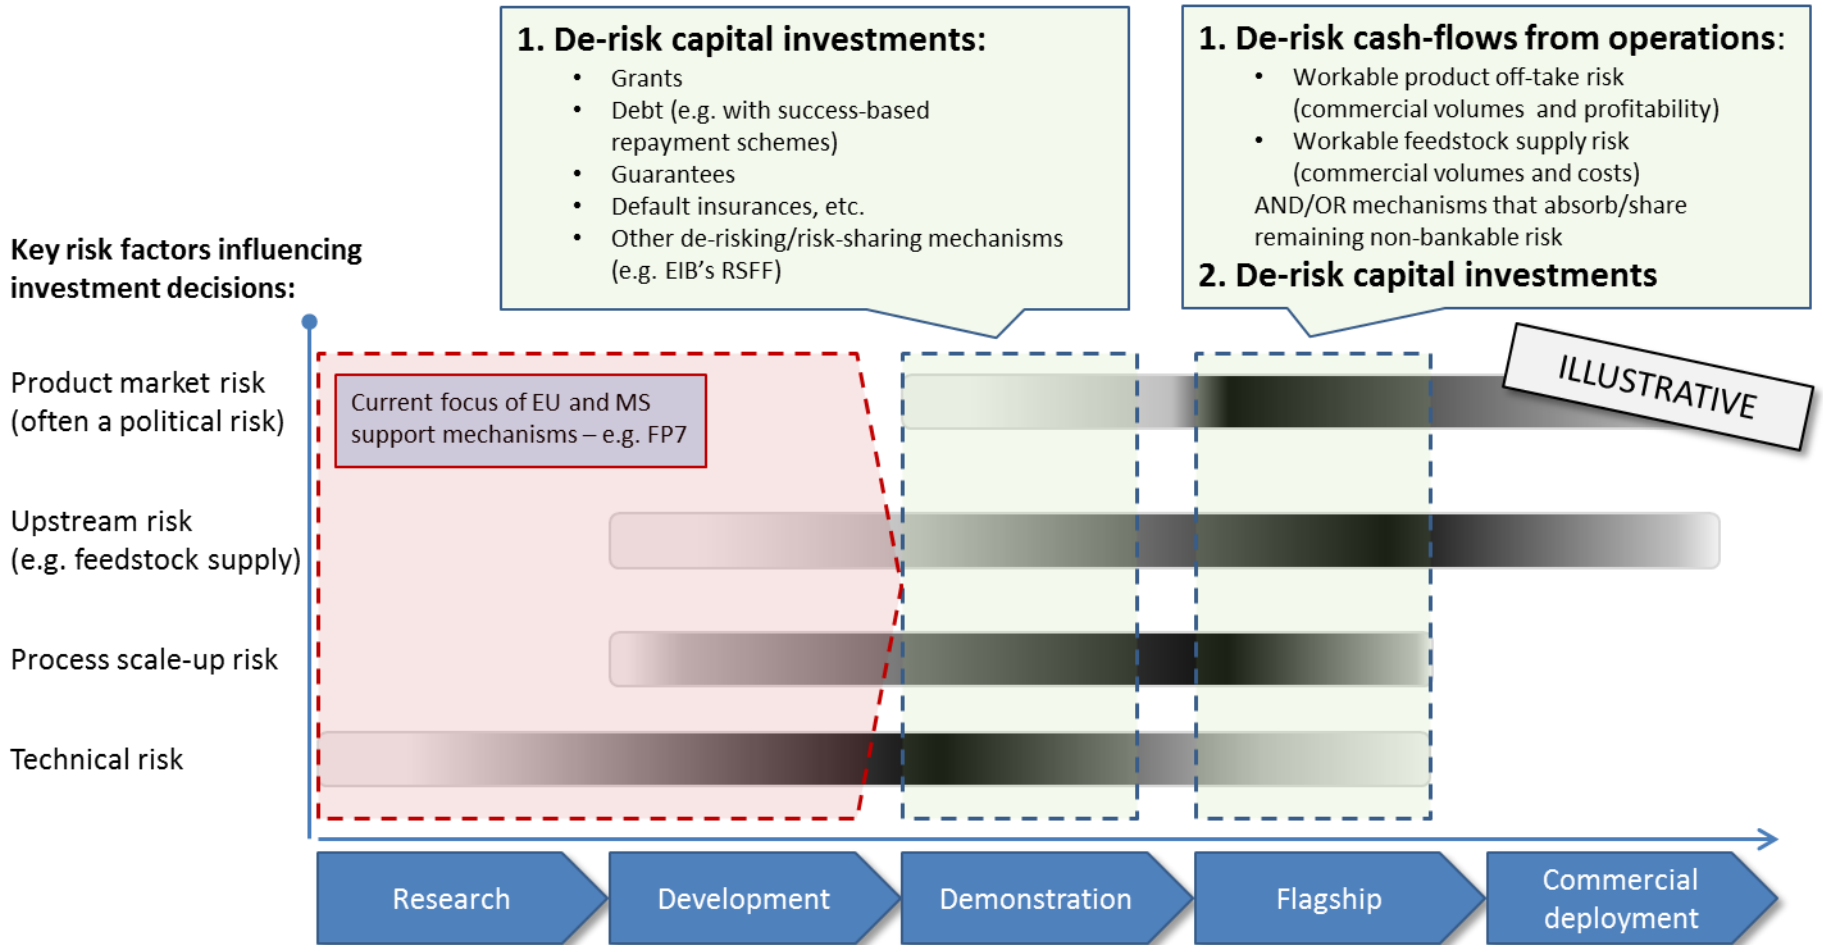 1. De-risk capital investments:
• Grants
• Debt (e.g. with success-based
repayment schemes)
• Guarantees
• Default insurances, etc.
• Other de-risking/risk-sharing mechanisms
(e.g. EIB's RSFF)
1. De-risk cash-flows from operations:
• Workable product off-take risk
(commercial volumes and profitability)
• Workable feedstock supply risk
(commercial volumes and costs)
AND/OR mechanisms that absorb/share
remaining non-bankable risk
2. De-risk capital investments
Key risk factors influencing
investment decisions:
ILLUSTRATIVE
Product market risk
(often a political risk)
Current focus of EU and MS
support mechanisms – e.g. FP7
Upstream risk
(e.g. feedstock supply)
Process scale-up risk
Technical risk
Research
Development
Demonstration
Flagship
Commercial
deployment